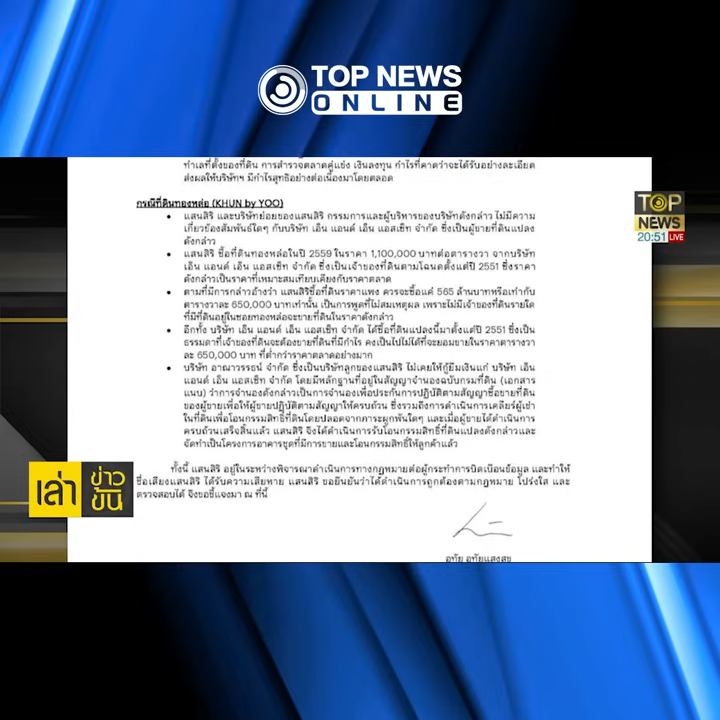 TOP NEWS
ONLINE
ทำเลที่ตั้งของที่ดิน การสำรวจตลาดคู่แข่ง เงินลงทุน กำไรที่คาดว่าจะได้รับอย่างละเอียด
ส่งผลให้บริษัทฯ มีกำไรสุทธิอย่างต่อเนื่องมาโดยตลอด
TOP
NEWS
20:51 LIVE
กรณีที่ดินทองหล่อ (KHUN by YOO)
• แสนสิริ และบริษัทย่อยของแสนสิริ กรรมการและผู้บริหารของบริษัทดังกล่าว ไม่มีความ
เกี่ยวข้องสัมพันธ์ใดๆ กับบริษัท เอ็น แอนด์ เอ็น แอสเซ็ท จำกัด ซึ่งเป็นผู้ขายที่ดินแปลง
ดังกล่าว
• แสนสิริ ซื้อที่ดินทองหล่อในปี 2559 ในราคา 1,100,000 บาทต่อตารางวา จากบริษัท
เอ็น แอนด์ เอ็น แอสเซ็ท จำกัด ซึ่งเป็นเจ้าของที่ดินตามโฉนดตั้งแต่ปี 2551 ซึ่งราคา
ดังกล่าวเป็นราคาที่เหมาะสมเทียบเคียงกับราคาตลาด
• ตามที่มีการกล่าวอ้างว่า แสนสิริซื้อที่ดินราคาแพง ควรจะซื้อแค่ 565 ล้านบาทหรือเท่ากับ
ตารางวาละ 650,000 บาทเท่านั้น เป็นการพูดที่ไม่สมเหตุผล เพราะไม่มีเจ้าของที่ดินรายใด
ที่มีที่ดินอยู่ในซอยทองหล่อจะขายที่ดินในราคาดังกล่าว
• อีกทั้ง บริษัท เอ็น แอนด์ เอ็น แอสเซ็ท จำกัด ได้ซื้อที่ดินแปลงนี้มาตั้งแต่ปี 2551 ซึ่งเป็น
ธรรมดาที่เจ้าของที่ดินจะต้องขายที่ดินที่มีกำไร คงเป็นไปไม่ได้ที่จะยอมขายในราคาตารางวา
ละ 650,000 บาท ที่ต่ำกว่าราคาตลาดอย่างมาก
• บริษัท อาณาวรรธน์ จำกัด ซึ่งเป็นบริษัทลูกของแสนสิริ ไม่เคยให้กู้ยืมเงินแก่ บริษัท เอ็น
แอนด์ เอ็น แอสเซ็ท จำกัด โดยมีหลักฐานที่อยู่ในสัญญาจำนองฉบับกรมที่ดิน (เอกสาร
แนบ) ว่าการจำนองดังกล่าวเป็นการจำนองเพื่อประกันการปฏิบัติตามสัญญาซื้อขายที่ดิน
ของผู้ขายเพื่อให้ผู้ขายปฏิบัติตามสัญญาให้ครบถ้วน ซึ่งรวมถึงการดำเนินการเคลียร์ผู้เช่า
ในที่ดินเพื่อโอนกรรมสิทธิ์ที่ดินโดยปลอดจากภาระผูกพันใดๆ และเมื่อผู้ขายได้ดำเนินการ
ครบถ้วนเสร็จสิ้นแล้ว แสนสิริ จึงได้ดำเนินการรับโอนกรรมสิทธิ์ที่ดินแปลงดังกล่าวและ
จัดทำเป็นโครงการอาคารชุดที่มีการขายและโอนกรรมสิทธิ์ให้ลูกค้าแล้ว
ทั้งนี้ แสนสิริ อยู่ในระหว่างพิจารณาดำเนินการทางกฎหมายต่อผู้กระทำการบิดเบือนข้อมูล และทำให้
ชื่อเสียงแสนสิริ ได้รับความเสียหาย แสนสิริ ขอยืนยันว่าได้ดำเนินการถูกต้องตามกฎหมาย โปร่งใส และ
ตรวจสอบได้ จึงขอชี้แจงมา ณ ที่นี้
เล่า
ข่าว
ข้น
อุทัย อุทัยแสงสุข